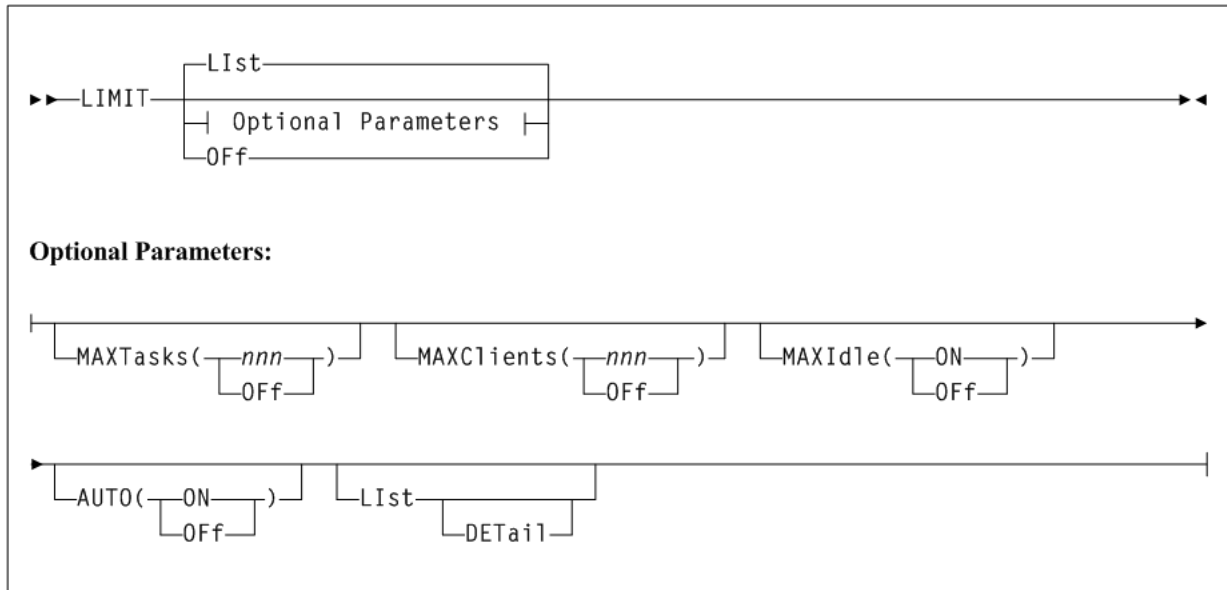 LIst
LIMIT
Optional Parameters
OFf
Optional Parameters:
MAXTasks( nnn ) MAXClients( nnn ) MAXIdle( ON )
OFf OFf OFf
AUTO( ON ) LIst
OFf DETail